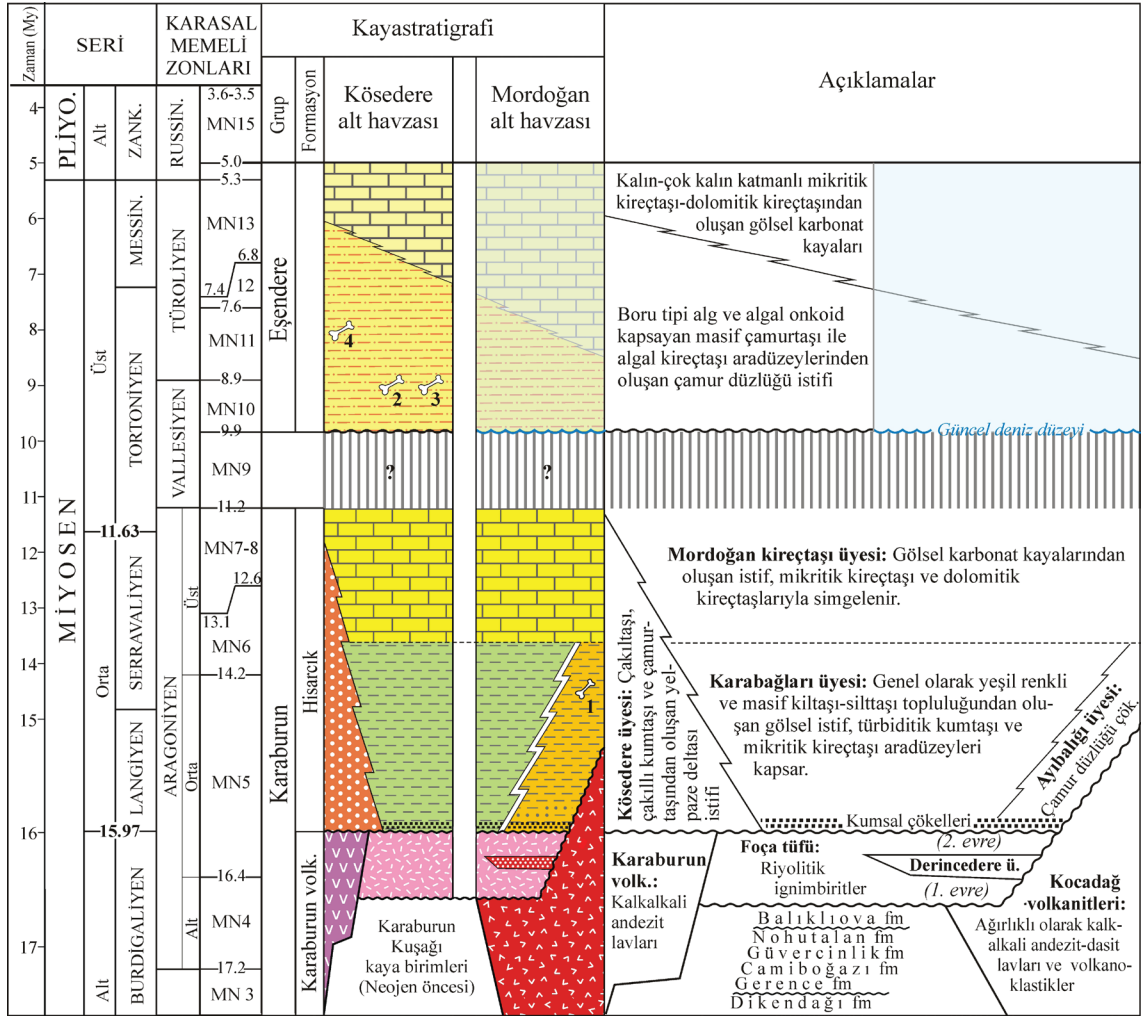 Zaman (My)
SERİ
KARASAL
MEMELİ
ZONLARI
Kayastratigrafi
Grup
Formasyon
Kösedere
alt havzası
Mordoğan
alt havzası
Açıklamalar
4
5
6
7
8
9
10
11
12
13
14
15
16
17
PLİYO.
MİYOSEN
Alt
Üst
Orta
Alt
11.63
15.97
ZANK.
MESSİN.
TORTONİYEN
SERRAVALİYEN
LANGİYEN
BURDİGALİYEN
RUSSİN.
TÜROLİYEN
VALLESİYEN
ARAGONİYEN
Üst
Orta
Alt
3.6-3.5
MN15
5.0
5.3
MN13
6.8
7.4
12
7.6
MN11
8.9
MN10
9.9
MN9
11.2
MN7-8
12.6
13.1
MN6
14.2
MN5
16.4
MN4
17.2
MN 3
Eşendere
Karaburun
Hisarcık
Karaburun volk.
4
2
3
?
?
1
Karaburun
Kuşağı
kaya birimleri
(Neojen öncesi)
Kalın-çok kalın katmanlı mikritik
kireçtaşı-dolomitik kireçtaşından
oluşan gölsel karbonat
kayaları
Boru tipi alg ve algal onkoid
kapsayan masif çamurtaşı ile
algal kireçtaşı aradüzeylerinden
oluşan çamur düzlüğü istifi
Güncel deniz düzeyi
Mordoğan kireçtaşı üyesi: Gölsel karbonat kayalarından
oluşan istif, mikritik kireçtaşı ve dolomitik
kireçtaşlarıyla simgelenir.
Kösedere üyesi: Çakıltaşı,
çakıllı kumtaşı ve çamur-
taşından oluşan yel-
paze deltası
istifi
Karabağları üyesi: Genel olarak yeşil renkli
ve masif kiltaşı-silttaşı topluluğundan olu-
şan gölsel istif, türbiditik kumtaşı ve
mikritik kireçtaşı aradüzeyleri
kapsar.
Ayıbalığı üyesi:
Çamur düzlüğü çök.
Kumsal çökelleri
Karaburun
volk.:
Kalkalkali
andezit
lavları
Foça tüfü:
Riyolitik
ignimbiritler
(2. evre)
Derincedere ü.
(1. evre)
Balıklıova fm
Nohutalan fm
Güvercinlik fm
Camiboğazı fm
Gerence fm
Dikendağı fm
Kocadağ
volkanitleri:
Ağırlıklı olarak kalk-
alkali andezit-dasit
lavları ve volkano-
klastikler